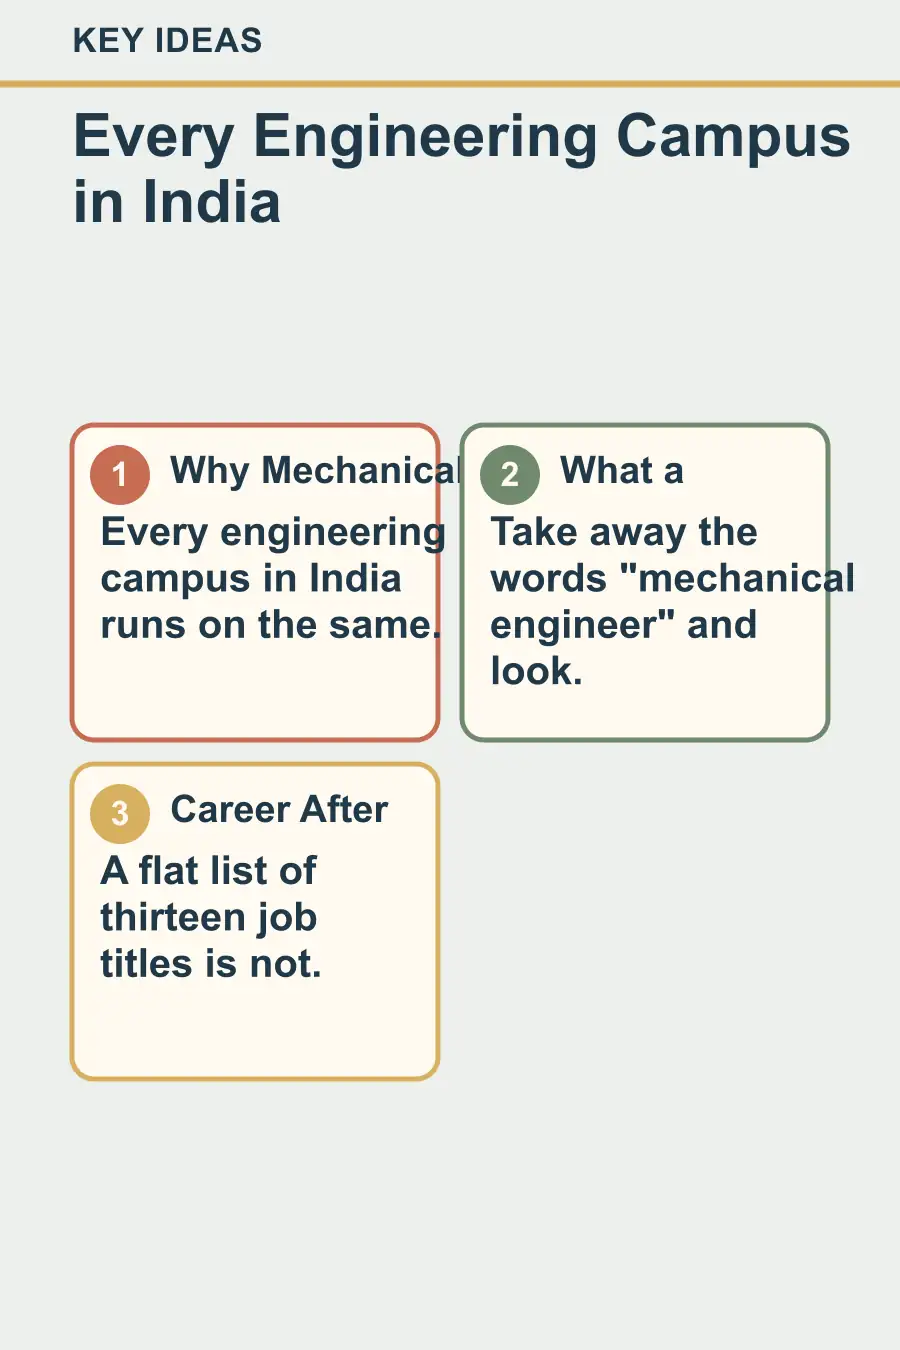 KEY IDEAS
Every Engineering Campus
in India
1 Why Mechanical
Every engineering
campus in India
runs on the same.
2 What a
Take away the
words "mechanical
engineer" and
look.
3 Career After
A flat list of
thirteen job
titles is not.